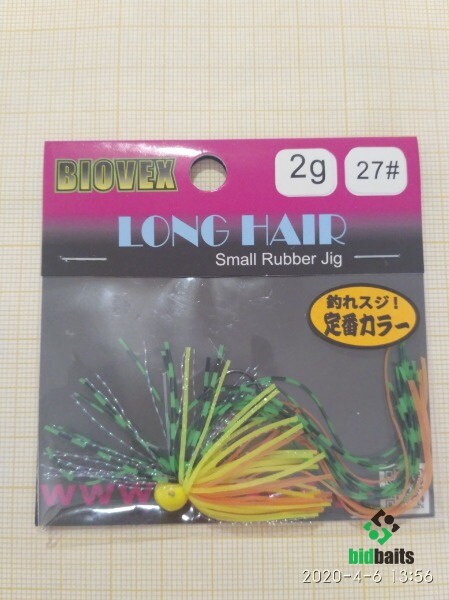 BIOVEX
2g
27#
LONG HAIR
Small Rubber Jig
釣れスジ!
定番カラー
www
bidbaits
2020-4-6 13:56